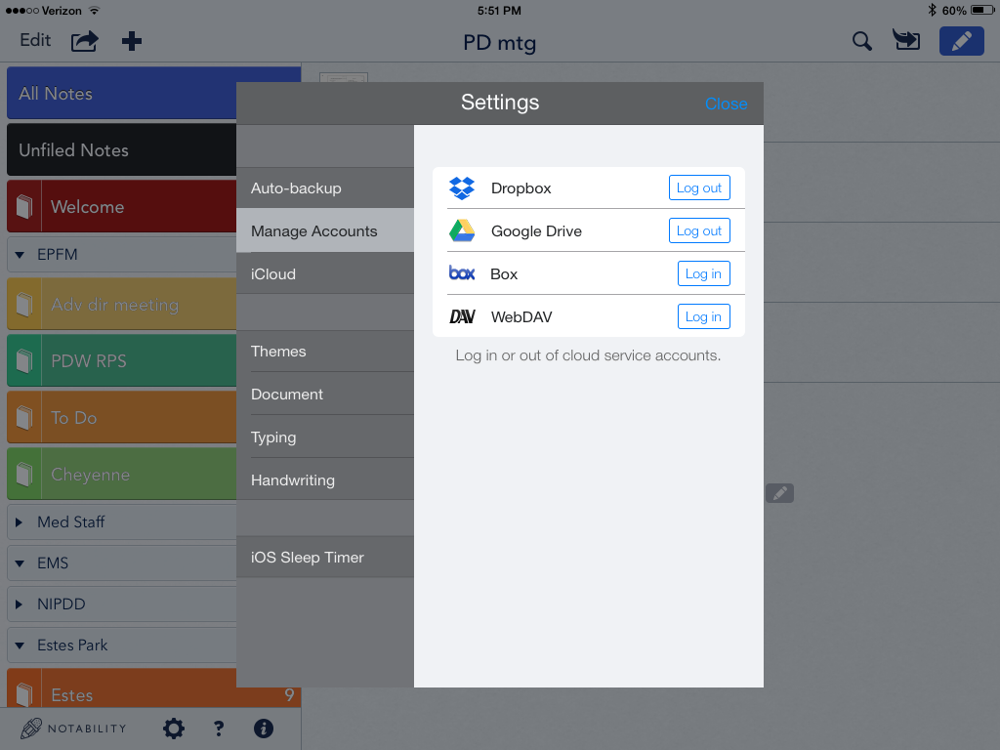 Verizon 5:51 PM 60%
Edit PD mtg
All Notes
Unfiled Notes
Welcome
EPFM
Adv dir meeting
PDW RPS
To Do
Cheyenne
Med Staff
EMS
NIPDD
Estes Park
Estes 9
NOTABILITY ? i
Settings Close
Auto-backup
Manage Accounts
iCloud
Themes
Document
Typing
Handwriting
iOS Sleep Timer
Dropbox Log out
Google Drive Log out
box Box Log in
DAV WebDAV Log in
Log in or out of cloud service accounts.